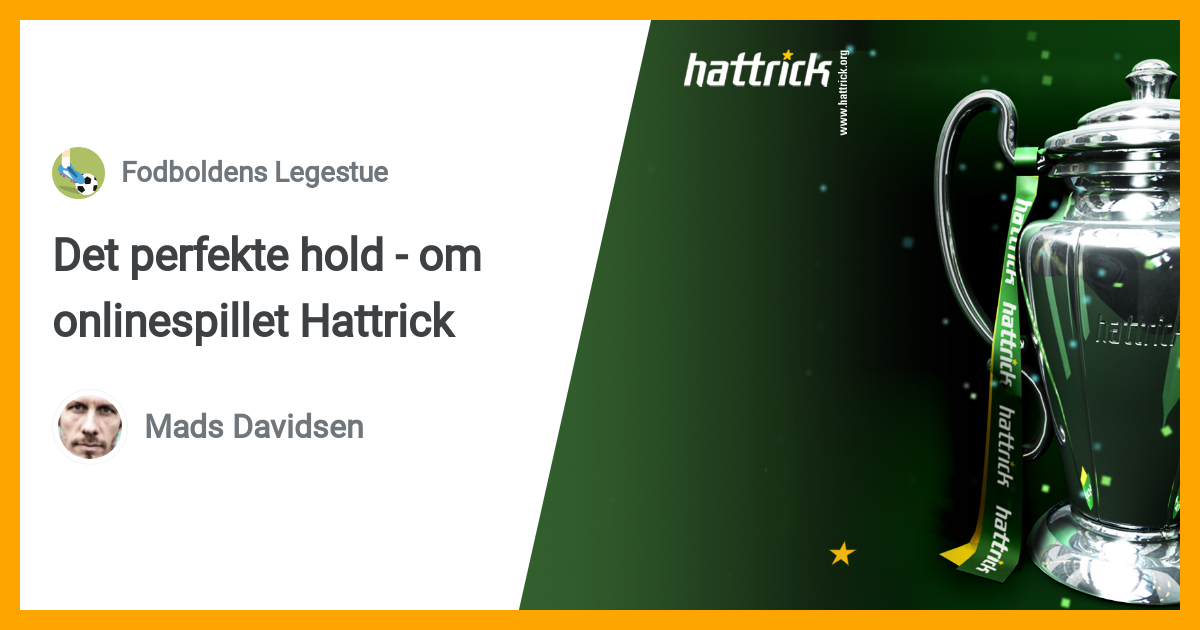 Fodboldens Legestue
Det perfekte hold - om
onlinespillet Hattrick
Mads Davidsen
hattrick
www.hattrick.org
hattrick
hattrick
hattrick
hattrick
hattrick